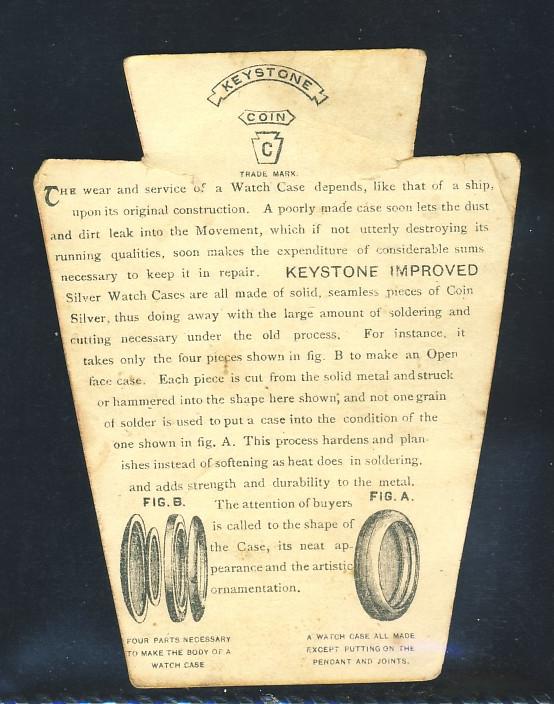 KEYSTONE
COIN
C
TRADE MARK.
THE wear and service of a Watch Case depends, like that of a ship,
upon its original construction. A poorly made case soon lets the dust
and dirt leak into the Movement, which if not utterly destroying its
running qualities, soon makes the expenditure of considerable sums
necessary to keep it in repair. KEYSTONE IMPROVED
Silver Watch Cases are all made of solid, seamless pieces of Coin
Silver, thus doing away with the large amount of soldering and
cutting necessary under the old process. For instance, it
takes only the four pieces shown in fig. B to make an Open
face case. Each piece is cut from the solid metal and struck
or hammered into the shape here shown, and not one grain
of solder is used to put a case into the condition of the
one shown in fig. A. This process hardens and plan-
ishes instead of softening as heat does in soldering,
and adds strength and durability to the metal.
FIG. B.
The attention of buyers
is called to the shape of
the Case, its neat ap-
pearance and the artistic
ornamentation.
FIG. A.
FOUR PARTS NECESSARY
TO MAKE THE BODY OF A
WATCH CASE
A WATCH CASE ALL MADE
EXCEPT PUTTING ON THE
PENDANT AND JOINTS.